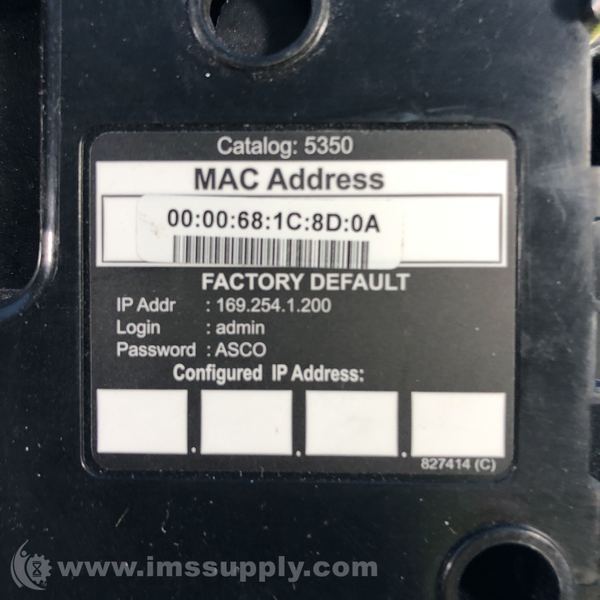 Catalog: 5350
MAC Address
00:00:68:1C:8D:0A
FACTORY DEFAULT
IP Addr : 169.254.1.200
Login : admin
Password : ASCO
Configured IP Address:
. . .
827414 (C)
www.imssupply.com